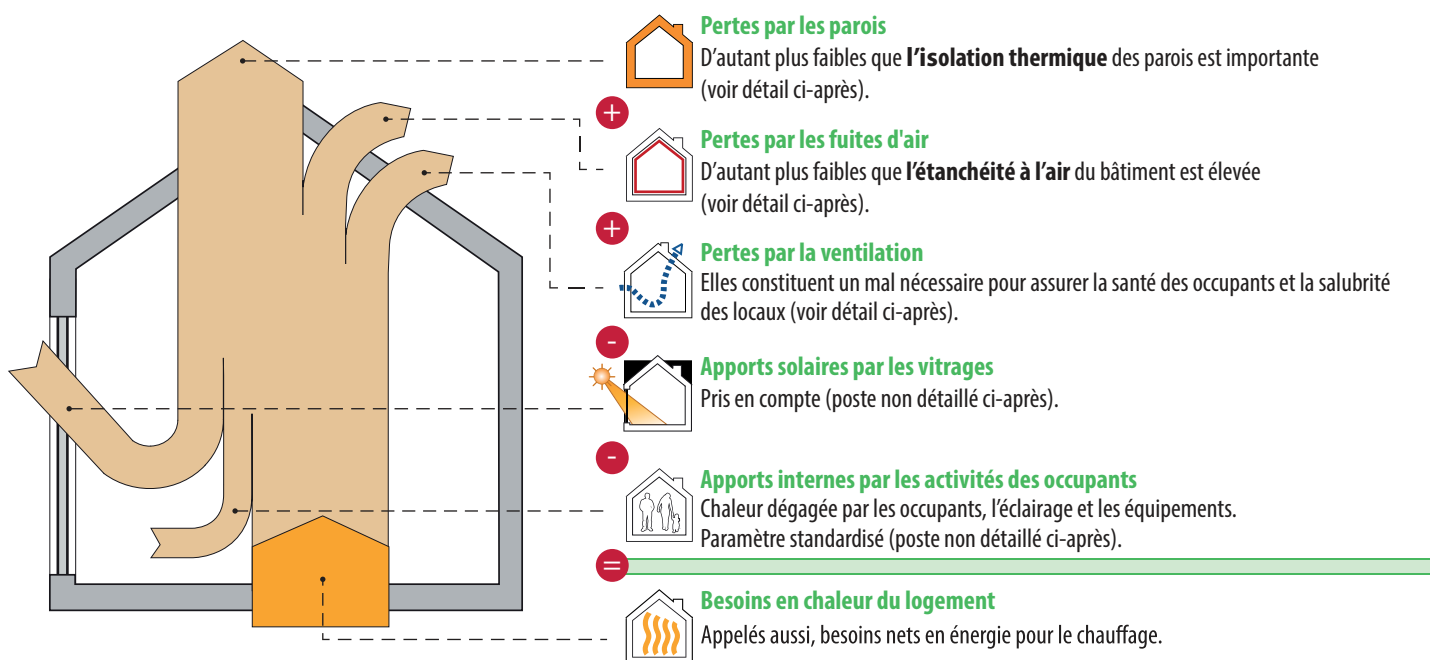 Pertes par les parois
D'autant plus faibles que l'isolation thermique des parois est importante
(voir détail ci-après).
+
Pertes par les fuites d'air
D'autant plus faibles que l'étanchéité à l'air du bâtiment est élevée
(voir détail ci-après).
+
Pertes par la ventilation
Elles constituent un mal nécessaire pour assurer la santé des occupants et la salubrité
des locaux (voir détail ci-après).
-
Apports solaires par les vitrages
Pris en compte (poste non détaillé ci-après).
-
Apports internes par les activités des occupants
Chaleur dégagée par les occupants, l'éclairage et les équipements.
Paramètre standardisé (poste non détaillé ci-après).
=
Besoins en chaleur du logement
Appelés aussi, besoins nets en énergie pour le chauffage.